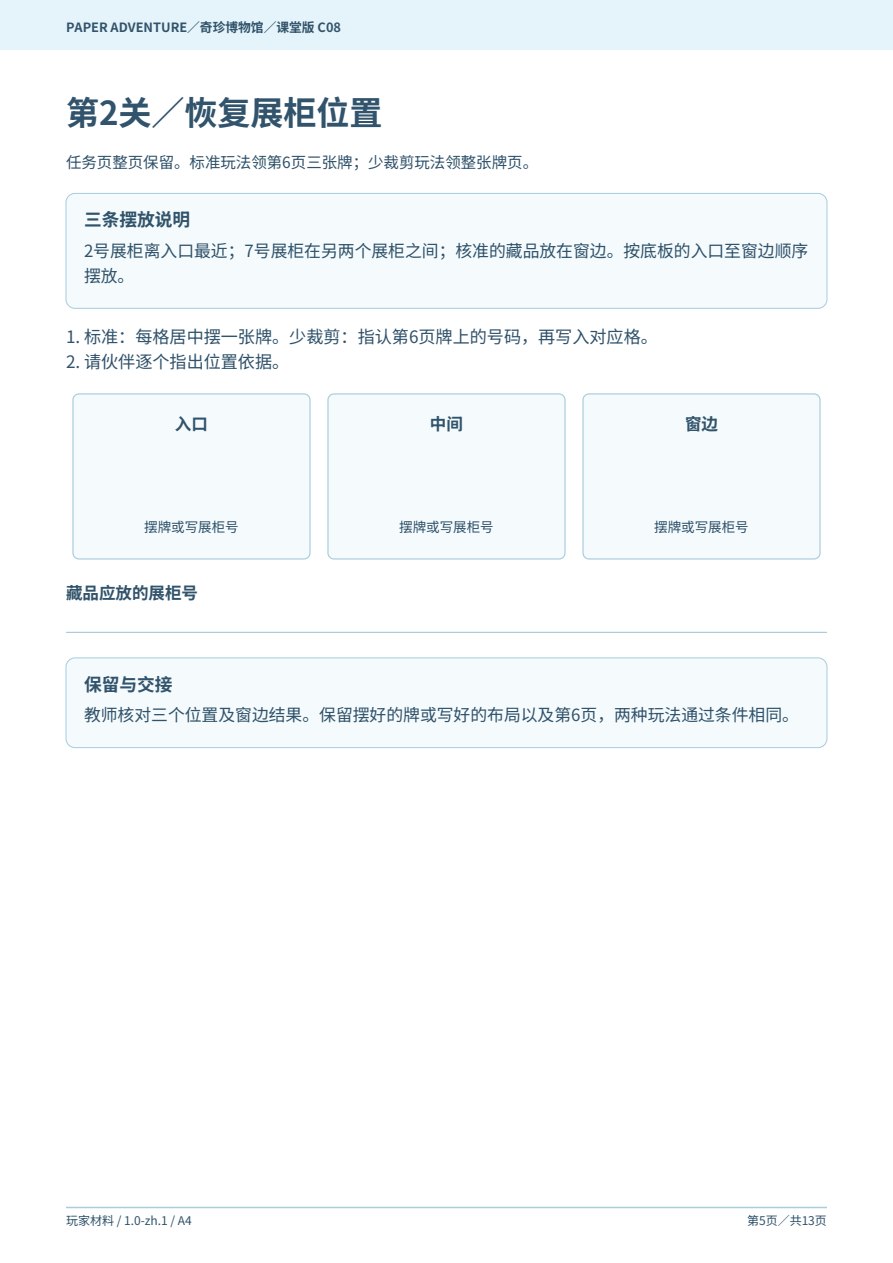 PAPER ADVENTURE／奇珍博物馆／课堂版 C08
第2关／恢复展柜位置
任务页整页保留。标准玩法领第6页三张牌；少裁剪玩法领整张牌页。
三条摆放说明
2号展柜离入口最近；7号展柜在另两个展柜之间；核准的藏品放在窗边。按底板的入口至窗边顺序
摆放。
1. 标准：每格居中摆一张牌。少裁剪：指认第6页牌上的号码，再写入对应格。
2. 请伙伴逐个指出位置依据。
入口 中间 窗边
摆牌或写展柜号 摆牌或写展柜号 摆牌或写展柜号
藏品应放的展柜号
保留与交接
教师核对三个位置及窗边结果。保留摆好的牌或写好的布局以及第6页，两种玩法通过条件相同。
玩家材料 / 1.0-zh.1 / A4 第5页／共13页